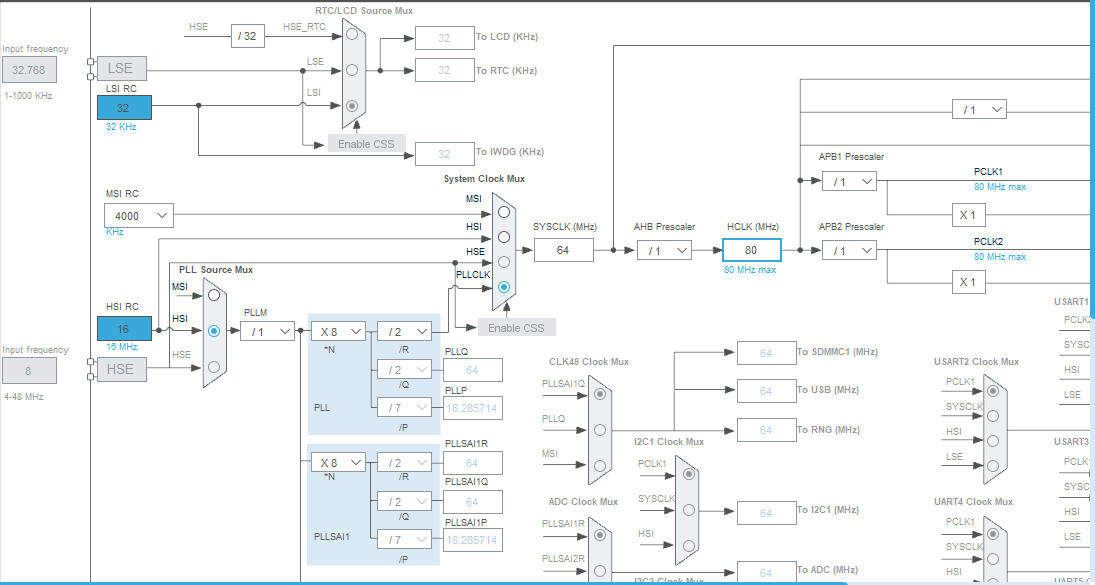 RTC/LCD Source Mux
HSE
/ 32
HSE_RTC
32
To LCD (KHz)
Input frequency
32.768
1-1000 KHz
LSE
LSE
32
To RTC (KHz)
LSI RC
32
32 KHz
LSI
Enable CSS
32
To IWDG (KHz)
/ 1
APB1 Prescaler
/ 1
PCLK1
80 MHz max
X 1
System Clock Mux
MSI RC
4000
KHz
MSI
HSI
HSE
PLLCLK
SYSCLK (MHz)
64
AHB Prescaler
/ 1
HCLK (MHz)
80
80 MHz max
APB2 Prescaler
/ 1
PCLK2
80 MHz max
X 1
Enable CSS
PLL Source Mux
MSI
HSI
HSE
HSI RC
16
16 MHz
Input frequency
8
4-48 MHz
HSE
PLLM
/ 1
X 8
*N
/ 2
/R
PLLQ
/ 2
64
/Q
PLLP
PLL
/ 7
18.285714
/P
PLLSAI1R
X 8
*N
/ 2
64
/R
PLLSAI1Q
/ 2
64
/Q
PLLSAI1P
PLLSAI1
/ 7
18.285714
/P
CLK48 Clock Mux
PLLSAI1Q
PLLQ
MSI
64
To SDMMC1 (MHz)
64
To USB (MHz)
64
To RNG (MHz)
I2C1 Clock Mux
PCLK1
SYSCLK
HSI
64
To I2C1 (MHz)
ADC Clock Mux
PLLSAI1R
PLLSAI2R
64
To ADC (MHz)
USART2 Clock Mux
PCLK1
SYSCLK
HSI
LSE
UART4 Clock Mux
PCLK1
SYSCLK
HSI
USART1
SYSC
HSI
LSE
USART3
SYSC
HSI
LSE